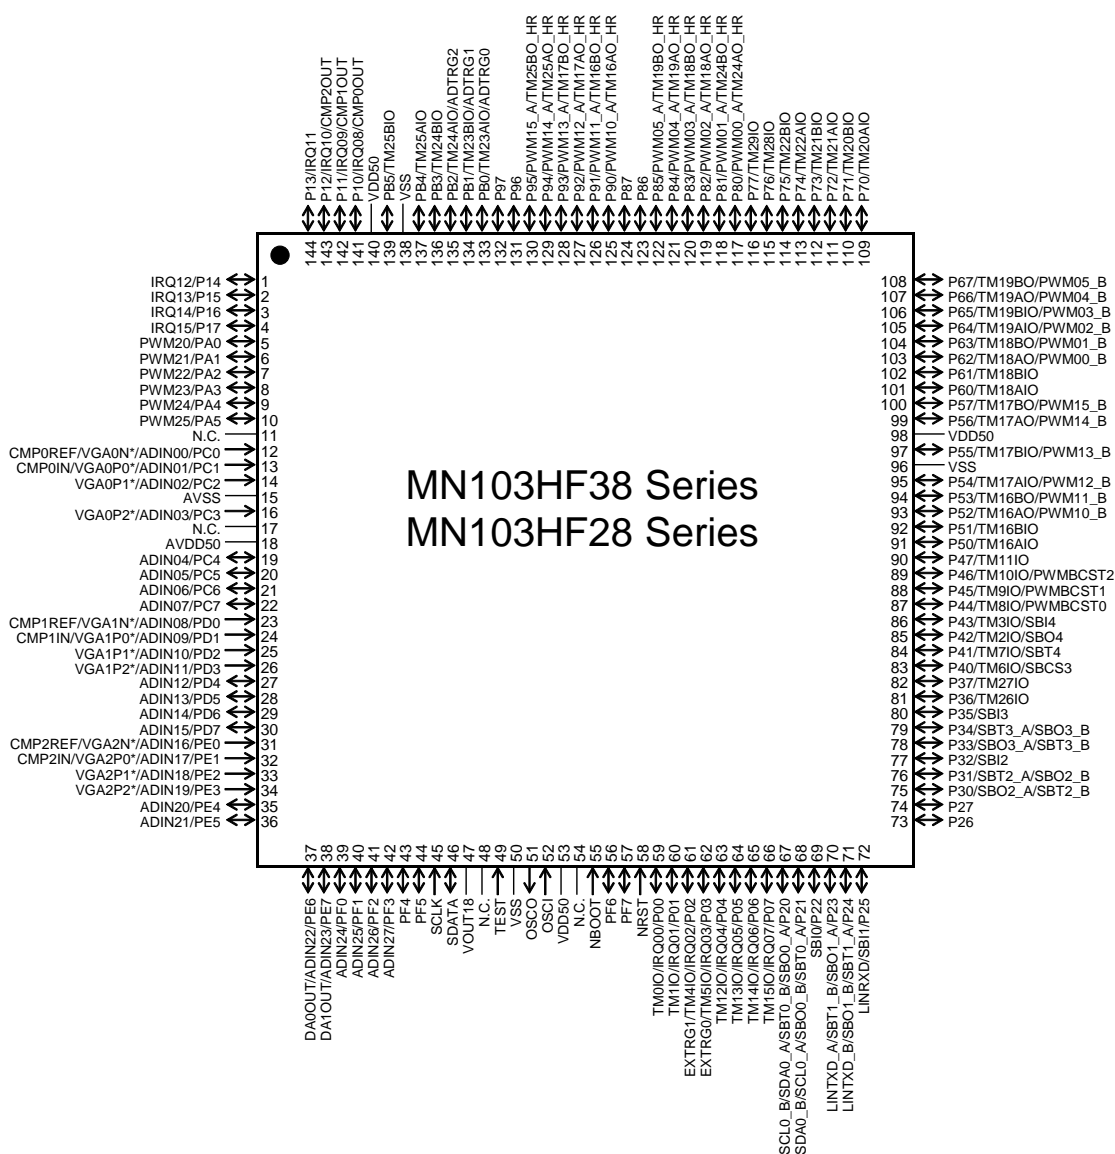 P13/IRQ11
P12/IRQ10/CMP2OUT
P11/IRQ09/CMP1OUT
P10/IRQ08/CMP0OUT
VDD50
PB5/TM25BIO
VSS
PB4/TM25AIO
PB3/TM24BIO
PB2/TM24AIO/ADTRG2
PB1/TM23BIO/ADTRG1
PB0/TM23AIO/ADTRG0
P97
P96
P95/PWM15_A/TM25BO_HR
P94/PWM14_A/TM25AO_HR
P93/PWM13_A/TM17BO_HR
P92/PWM12_A/TM17AO_HR
P91/PWM11_A/TM16BO_HR
P90/PWM10_A/TM16AO_HR
P87
P86
P85/PWM05_A/TM19BO_HR
P84/PWM04_A/TM19AO_HR
P83/PWM03_A/TM18BO_HR
P82/PWM02_A/TM18AO_HR
P81/PWM01_A/TM24BO_HR
P80/PWM00_A/TM24AO_HR
P77/TM29IO
P76/TM28IO
P75/TM22BIO
P74/TM22AIO
P73/TM21BIO
P72/TM21AIO
P71/TM20BIO
P70/TM20AIO
144
143
142
141
140
139
138
137
136
135
134
133
132
131
130
129
128
127
126
125
124
123
122
121
120
119
118
117
116
115
114
113
112
111
110
109
IRQ12/P14 1
IRQ13/P15 2
IRQ14/P16 3
IRQ15/P17 4
PWM20/PA0 5
PWM21/PA1 6
PWM22/PA2 7
PWM23/PA3 8
PWM24/PA4 9
PWM25/PA5 10
N.C. 11
CMP0REF/VGA0N*/ADIN00/PC0 12
CMP0IN/VGA0P0*/ADIN01/PC1 13
VGA0P1*/ADIN02/PC2 14
AVSS 15
VGA0P2*/ADIN03/PC3 16
N.C. 17
AVDD50 18
ADIN04/PC4 19
ADIN05/PC5 20
ADIN06/PC6 21
ADIN07/PC7 22
CMP1REF/VGA1N*/ADIN08/PD0 23
CMP1IN/VGA1P0*/ADIN09/PD1 24
VGA1P1*/ADIN10/PD2 25
VGA1P2*/ADIN11/PD3 26
ADIN12/PD4 27
ADIN13/PD5 28
ADIN14/PD6 29
ADIN15/PD7 30
CMP2REF/VGA2N*/ADIN16/PE0 31
CMP2IN/VGA2P0*/ADIN17/PE1 32
VGA2P1*/ADIN18/PE2 33
VGA2P2*/ADIN19/PE3 34
ADIN20/PE4 35
ADIN21/PE5 36
MN103HF38 Series
MN103HF28 Series
108 P67/TM19BO/PWM05_B
107 P66/TM19AO/PWM04_B
106 P65/TM19BIO/PWM03_B
105 P64/TM19AIO/PWM02_B
104 P63/TM18BO/PWM01_B
103 P62/TM18AO/PWM00_B
102 P61/TM18BIO
101 P60/TM18AIO
100 P57/TM17BO/PWM15_B
99 P56/TM17AO/PWM14_B
98 VDD50
97 P55/TM17BIO/PWM13_B
96 VSS
95 P54/TM17AIO/PWM12_B
94 P53/TM16BO/PWM11_B
93 P52/TM16AO/PWM10_B
92 P51/TM16BIO
91 P50/TM16AIO
90 P47/TM11IO
89 P46/TM10IO/PWMBCST2
88 P45/TM9IO/PWMBCST1
87 P44/TM8IO/PWMBCST0
86 P43/TM3IO/SBI4
85 P42/TM2IO/SBO4
84 P41/TM7IO/SBT4
83 P40/TM6IO/SBCS3
82 P37/TM27IO
81 P36/TM26IO
80 P35/SBI3
79 P34/SBT3_A/SBO3_B
78 P33/SBO3_A/SBT3_B
77 P32/SBI2
76 P31/SBT2_A/SBO2_B
75 P30/SBO2_A/SBT2_B
74 P27
73 P26
37
38
39
40
41
42
43
44
45
46
47
48
49
50
51
52
53
54
55
56
57
58
59
60
61
62
63
64
65
66
67
68
69
70
71
72
DA0OUT/ADIN22/PE6
DA1OUT/ADIN23/PE7
ADIN24/PF0
ADIN25/PF1
ADIN26/PF2
ADIN27/PF3
PF4
PF5
SCLK
SDATA
VOUT18
N.C.
TEST
VSS
OSCO
OSCI
VDD50
N.C.
NBOOT
PF6
PF7
NRST
TM0IO/IRQ00/P00
TM1IO/IRQ01/P01
EXTRG1/TM4IO/IRQ02/P02
EXTRG0/TM5IO/IRQ03/P03
TM12IO/IRQ04/P04
TM13IO/IRQ05/P05
TM14IO/IRQ06/P06
TM15IO/IRQ07/P07
SCL0_B/SDA0_A/SBT0_B/SBO0_A/P20
SDA0_B/SCL0_A/SBO0_B/SBT0_A/P21
SBI0/P22
LINTXD_A/SBT1_B/SBO1_A/P23
LINTXD_B/SBO1_B/SBT1_A/P24
LINRXD/SBI1/P25